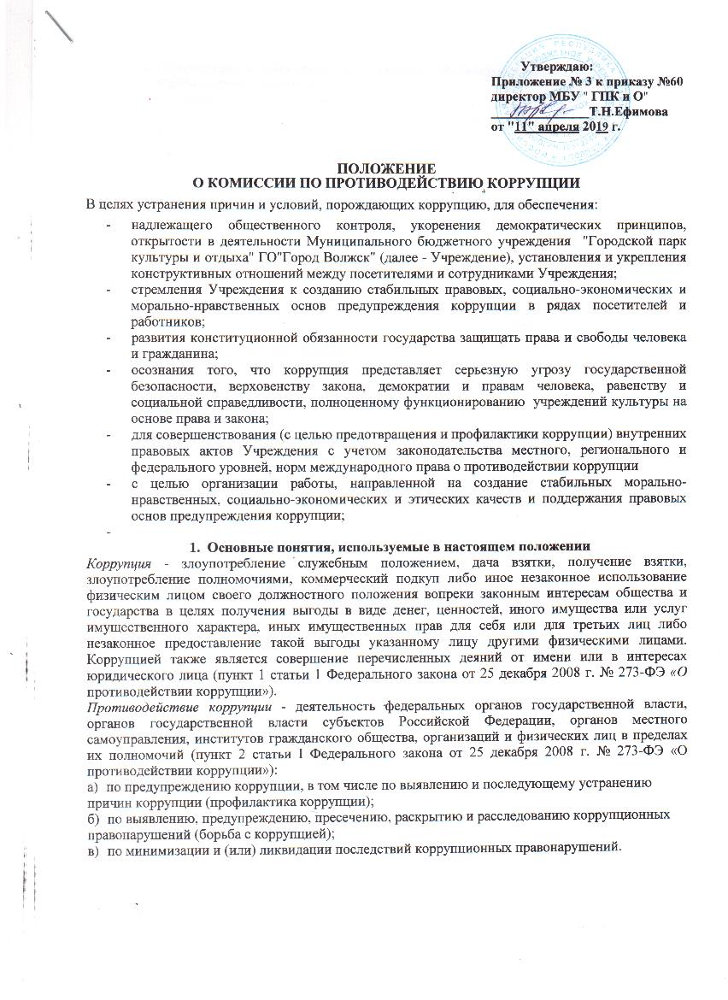 Утверждаю:
Приложение № 3 к приказу №60
директор МБУ " ГПК и О"
_______________Т.Н.Ефимова
от "11" апреля 2019 г.
ПОЛОЖЕНИЕ
О КОМИССИИ ПО ПРОТИВОДЕЙСТВИЮ КОРРУПЦИИ
В целях устранения причин и условий, порождающих коррупцию, для обеспечения:
- надлежащего общественного контроля, укоренения демократических принципов,
открытости в деятельности Муниципального бюджетного учреждения "Городской парк
культуры и отдыха" ГО"Город Волжск" (далее - Учреждение), установления и укрепления
конструктивных отношений между посетителями и сотрудниками Учреждения;
- стремления Учреждения к созданию стабильных правовых, социально-экономических и
морально-нравственных основ предупреждения коррупции в рядах посетителей и
работников;
- развития конституционной обязанности государства защищать права и свободы человека
и гражданина;
- осознания того, что коррупция представляет серьезную угрозу государственной
безопасности, верховенству закона, демократии и правам человека, равенству и
социальной справедливости, полноценному функционированию учреждений культуры на
основе права и закона;
- для совершенствования (с целью предотвращения и профилактики коррупции) внутренних
правовых актов Учреждения с учетом законодательства местного, регионального и
федерального уровней, норм международного права о противодействии коррупции
- с целью организации работы, направленной на создание стабильных морально-
нравственных, социально-экономических и этических качеств и поддержания правовых
основ предупреждения коррупции;
-
1. Основные понятия, используемые в настоящем положении
Коррупция - злоупотребление служебным положением, дача взятки, получение взятки,
злоупотребление полномочиями, коммерческий подкуп либо иное незаконное использование
физическим лицом своего должностного положения вопреки законным интересам общества и
государства в целях получения выгоды в виде денег, ценностей, иного имущества или услуг
имущественного характера, иных имущественных прав для себя или для третьих лиц либо
незаконное предоставление такой выгоды указанному лицу другими физическими лицами.
Коррупцией также является совершение перечисленных деяний от имени или в интересах
юридического лица (пункт 1 статьи 1 Федерального закона от 25 декабря 2008 г. № 273-ФЭ «О
противодействии коррупции»).
Противодействие коррупции - деятельность федеральных органов государственной власти,
органов государственной власти субъектов Российской Федерации, органов местного
самоуправления, институтов гражданского общества, организаций и физических лиц в пределах
их полномочий (пункт 2 статьи 1 Федерального закона от 25 декабря 2008 г. № 273-ФЭ «О
противодействии коррупции»):
а) по предупреждению коррупции, в том числе по выявлению и последующему устранению
причин коррупции (профилактика коррупции);
б) по выявлению, предупреждению, пресечению, раскрытию и расследованию коррупционных
правонарушений (борьба с коррупцией);
в) по минимизации и (или) ликвидации последствий коррупционных правонарушений.